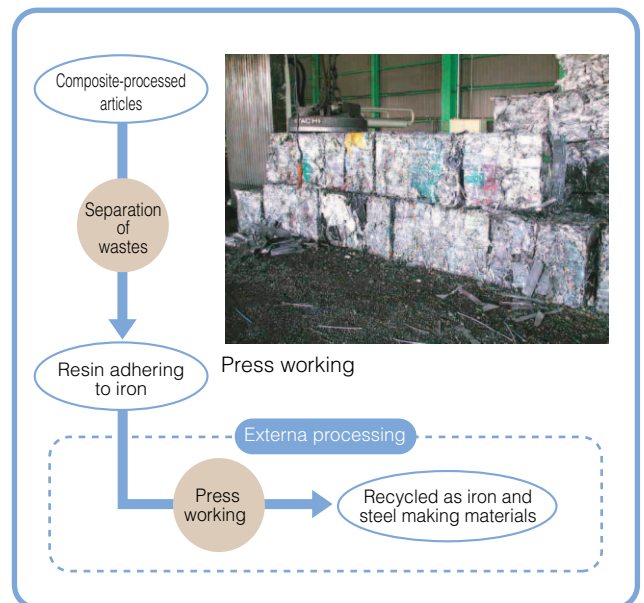 Composite-processed
articles
Separation
of
wastes
Resin adhering
to iron
Press working
Externa processing
Press
working
Recycled as iron and
steel making materials